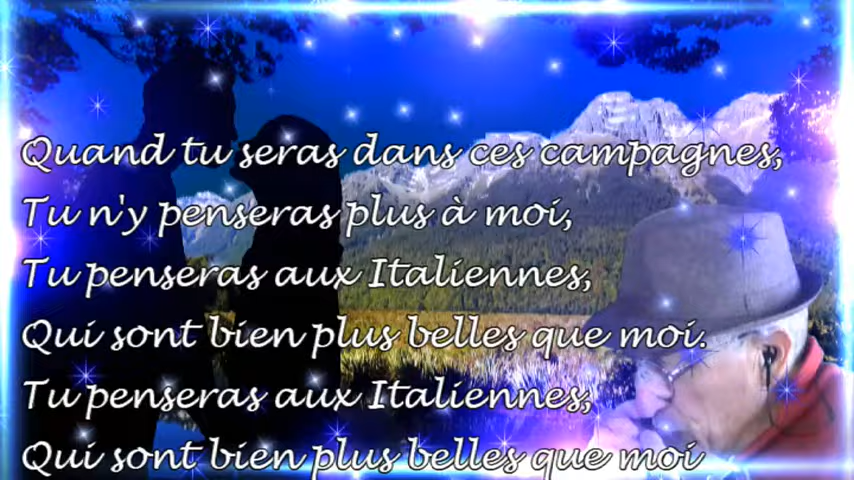 Quand tu seras dans ces campagnes,
Tu n'y penseras plus à moi,
Tu penseras aux Italiennes,
Qui sont bien plus belles que moi.
Tu penseras aux Italiennes,
Qui sont bien plus belles que moi